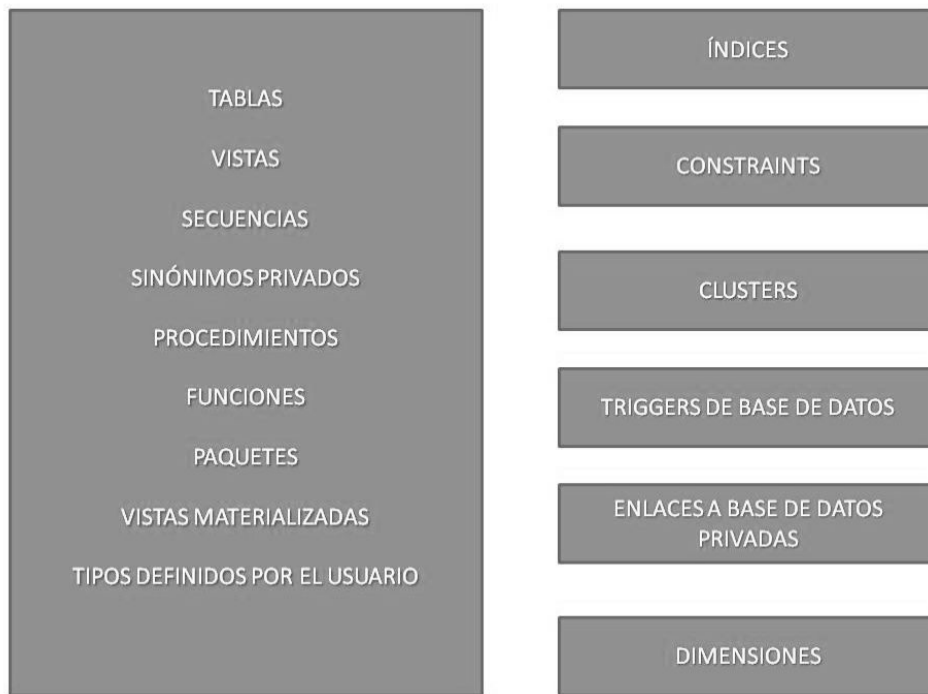 TABLAS
VISTAS
SECUENCIAS
SINÓNIMOS PRIVADOS
PROCEDIMIENTOS
FUNCIONES
PAQUETES
VISTAS MATERIALIZADAS
TIPOS DEFINIDOS POR EL USUARIO
ÍNDICES
CONSTRAINTS
CLUSTERS
TRIGGERS DE BASE DE DATOS
ENLACES A BASE DE DATOS
PRIVADAS
DIMENSIONES